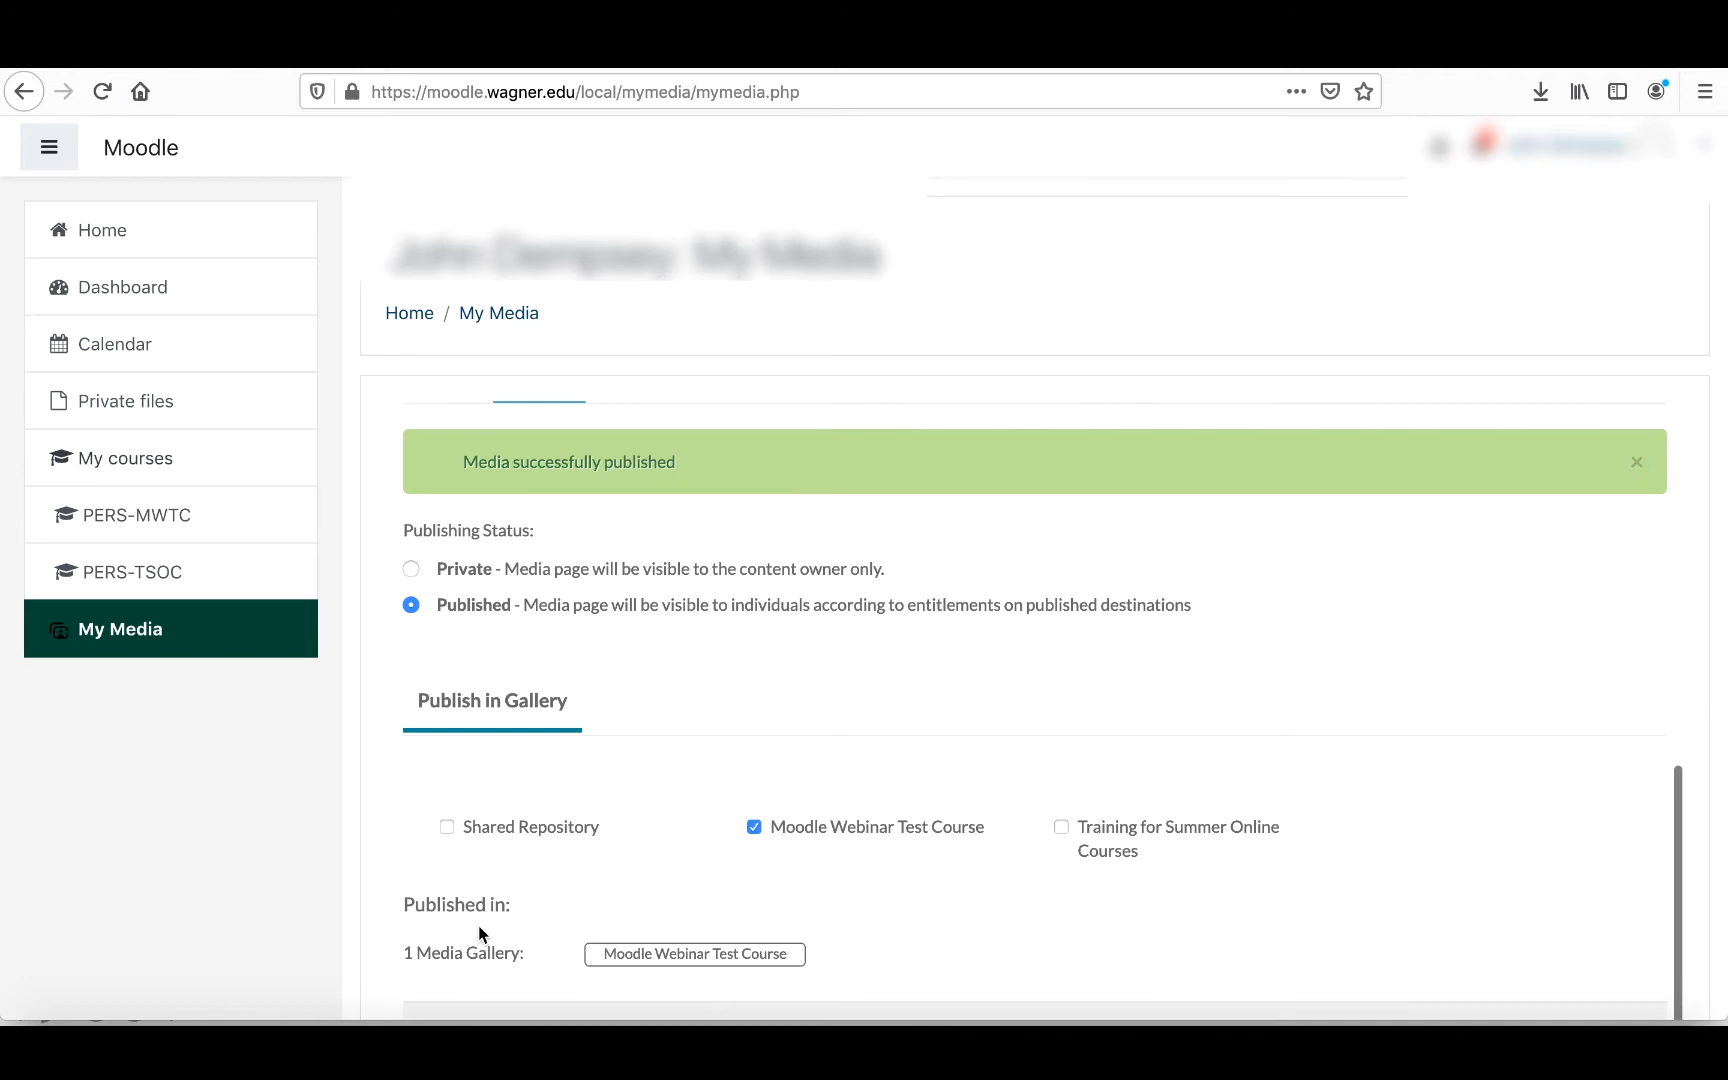 https://moodle.wagner.edu/local/mymedia/mymedia.php
Moodle
Home
Dashboard
Calendar
Private files
My courses
PERS-MWTC
PERS-TSOC
My Media
John Dempsey: My Media
Home / My Media
Media successfully published ×
Publishing Status:
Private - Media page will be visible to the content owner only.
Published - Media page will be visible to individuals according to entitlements on published destinations
Publish in Gallery
Shared Repository
Moodle Webinar Test Course
Training for Summer Online
Courses
Published in:
1 Media Gallery:
Moodle Webinar Test Course